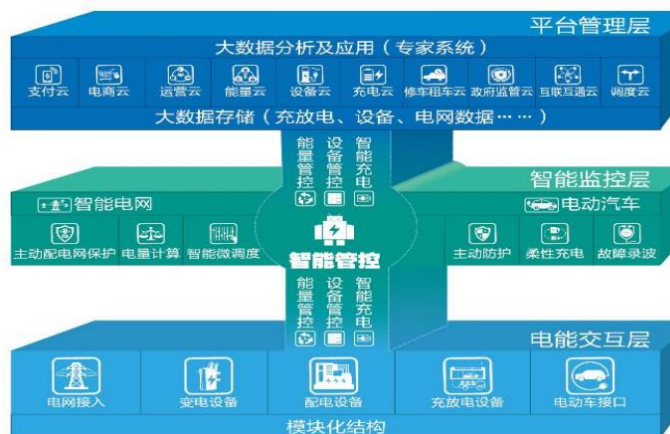 平台管理层
大数据分析及应用（专家系统）
支付云 电商云 运营云 能量云 设备云 充电云 修车租车云 政府监管云 互联互通云 调度云
大数据存储（充放电、设备、电网数据……）
能量管控 设备管控 智能充电
智能监控层
智能电网 电动汽车
主动配电网保护 电量计算 智能微调度
智能管控
主动防护 柔性充电 故障录波
能量管控 设备管控 智能充电
电能交互层
电网接入 变电设备 配电设备 充放电设备 电动车接口
模块化结构